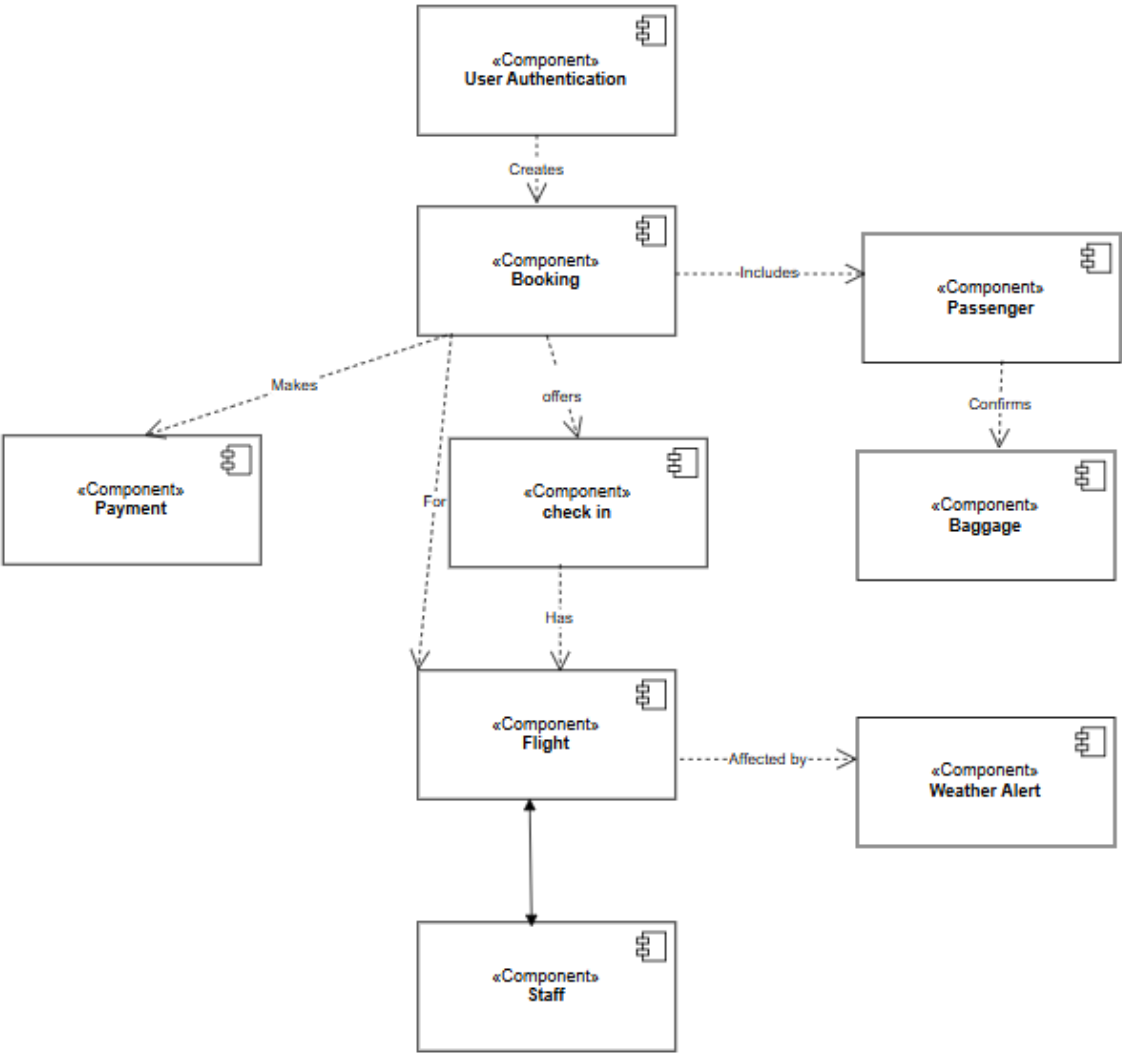 «Component»
User Authentication
Creates
«Component»
Booking
Includes
«Component»
Passenger
Makes
offers
Confirms
«Component»
Payment
For
«Component»
check in
«Component»
Baggage
Has
«Component»
Flight
Affected by
«Component»
Weather Alert
«Component»
Staff